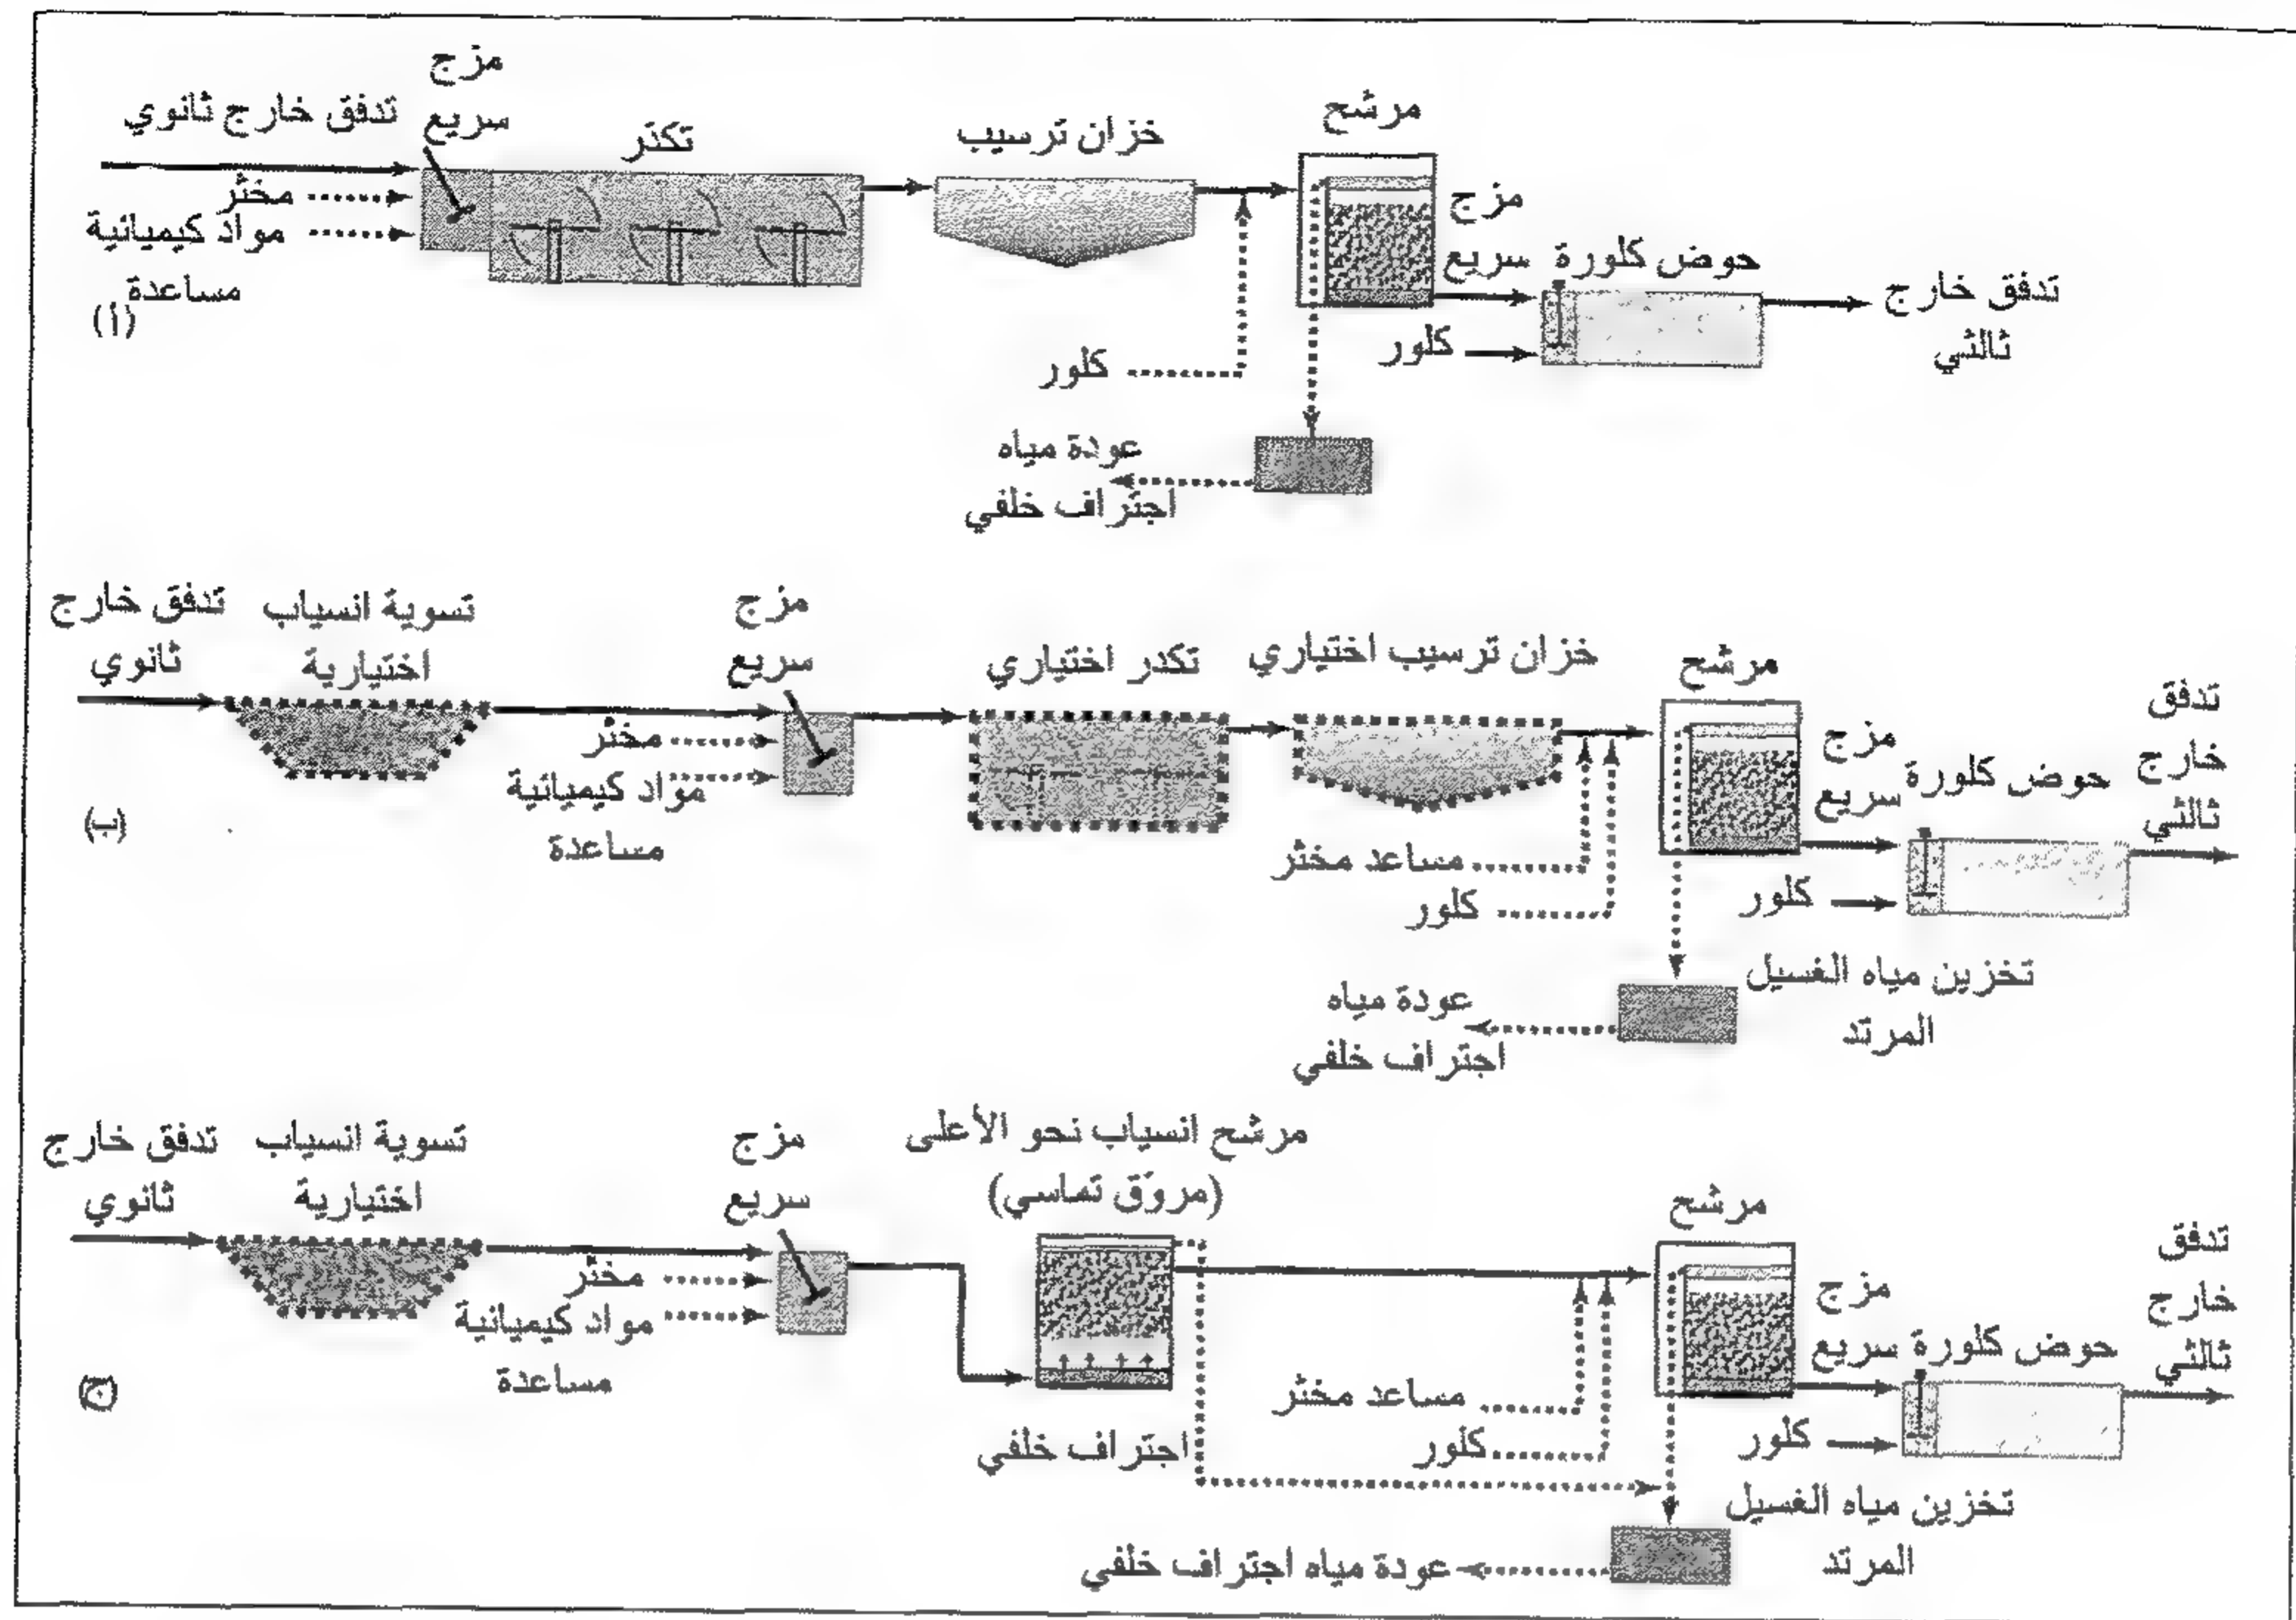 مزج
سريع
تدفق خارج ثانوي
مخثر
مواد كيميائية
مساعدة
تكدر
خزان ترسيب
مرشح
مزج
سريع
حوض كلورة
كلور
كلور
تدفق خارج
ثالثي
عودة مياه
اجتراف خلفي
(أ)
تدفق خارج
ثانوي
تسوية انسياب
اختيارية
مزج
سريع
مخثر
مواد كيميائية
مساعدة
تكدر اختياري
خزان ترسيب اختياري
مساعد مخثر
كلور
مرشح
مزج
سريع
حوض كلورة
كلور
تدفق
خارج
ثالثي
تخزين مياه الغسيل
المرتد
عودة مياه
اجتراف خلفي
(ب)
تدفق خارج
ثانوي
تسوية انسياب
اختيارية
مزج
سريع
مخثر
مواد كيميائية
مساعدة
مرشح انسياب نحو الأعلى
(مروّق تماسي)
اجتراف خلفي
مساعد مخثر
كلور
مرشح
مزج
سريع
حوض كلورة
كلور
تدفق
خارج
ثالثي
تخزين مياه الغسيل
المرتد
عودة مياه اجتراف خلفي
(ج)